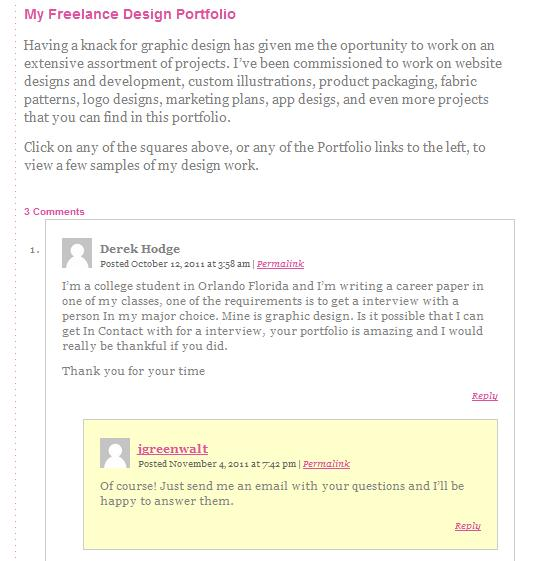 My Freelance Design Portfolio
Having a knack for graphic design has given me the oportunity to work on an
extensive assortment of projects. I've been commissioned to work on website
designs and development, custom illustrations, product packaging, fabric
patterns, logo designs, marketing plans, app desigs, and even more projects
that you can find in this portfolio.
Click on any of the squares above, or any of the Portfolio links to the left, to
view a few samples of my design work.
3 Comments
1. Derek Hodge
Posted October 12, 2011 at 3:58 am | Permalink
I'm a college student in Orlando Florida and I'm writing a career paper in
one of my classes, one of the requirements is to get a interview with a
person In my major choice. Mine is graphic design. Is it possible that I can
get In Contact with for a interview, your portfolio is amazing and I would
really be thankful if you did.
Thank you for your time
Reply
jgreenwalt
Posted November 4, 2011 at 7:42 pm | Permalink
Of course! Just send me an email with your questions and I'll be
happy to answer them.
Reply